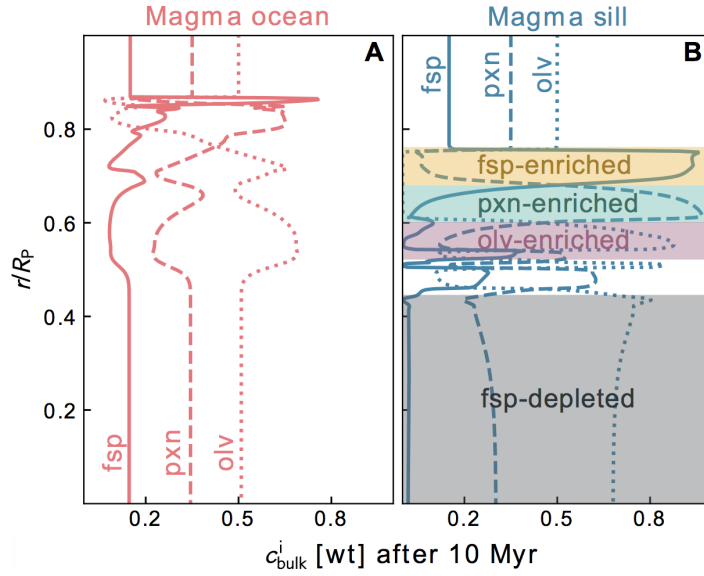 Magma ocean
Magma sill
A
B
fsp
pxn
olv
fsp
pxn
olv
fsp-enriched
pxn-enriched
olv-enriched
fsp-depleted
r/R_P
0.8
0.6
0.4
0.2
0.2
0.5
0.8
0.2
0.5
0.8
c^i_bulk [wt] after 10 Myr